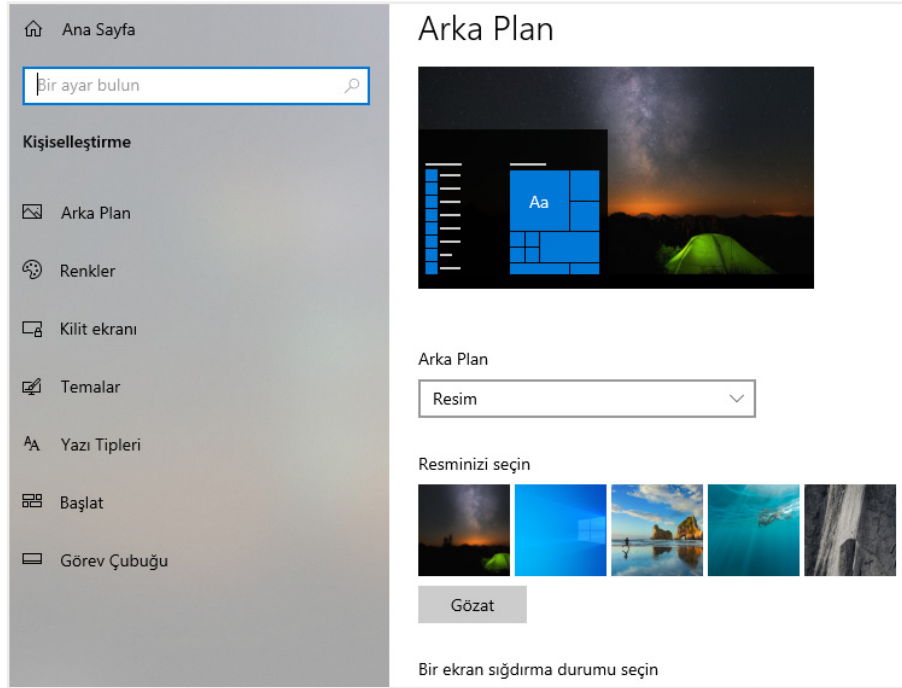 Ana Sayfa
Bir ayar bulun
Kişiselleştirme
Arka Plan
Renkler
Kilit ekranı
Temalar
Yazı Tipleri
Başlat
Görev Çubuğu
Arka Plan
Aa
Arka Plan
Resim
Resminizi seçin
Gözat
Bir ekran sığdırma durumu seçin